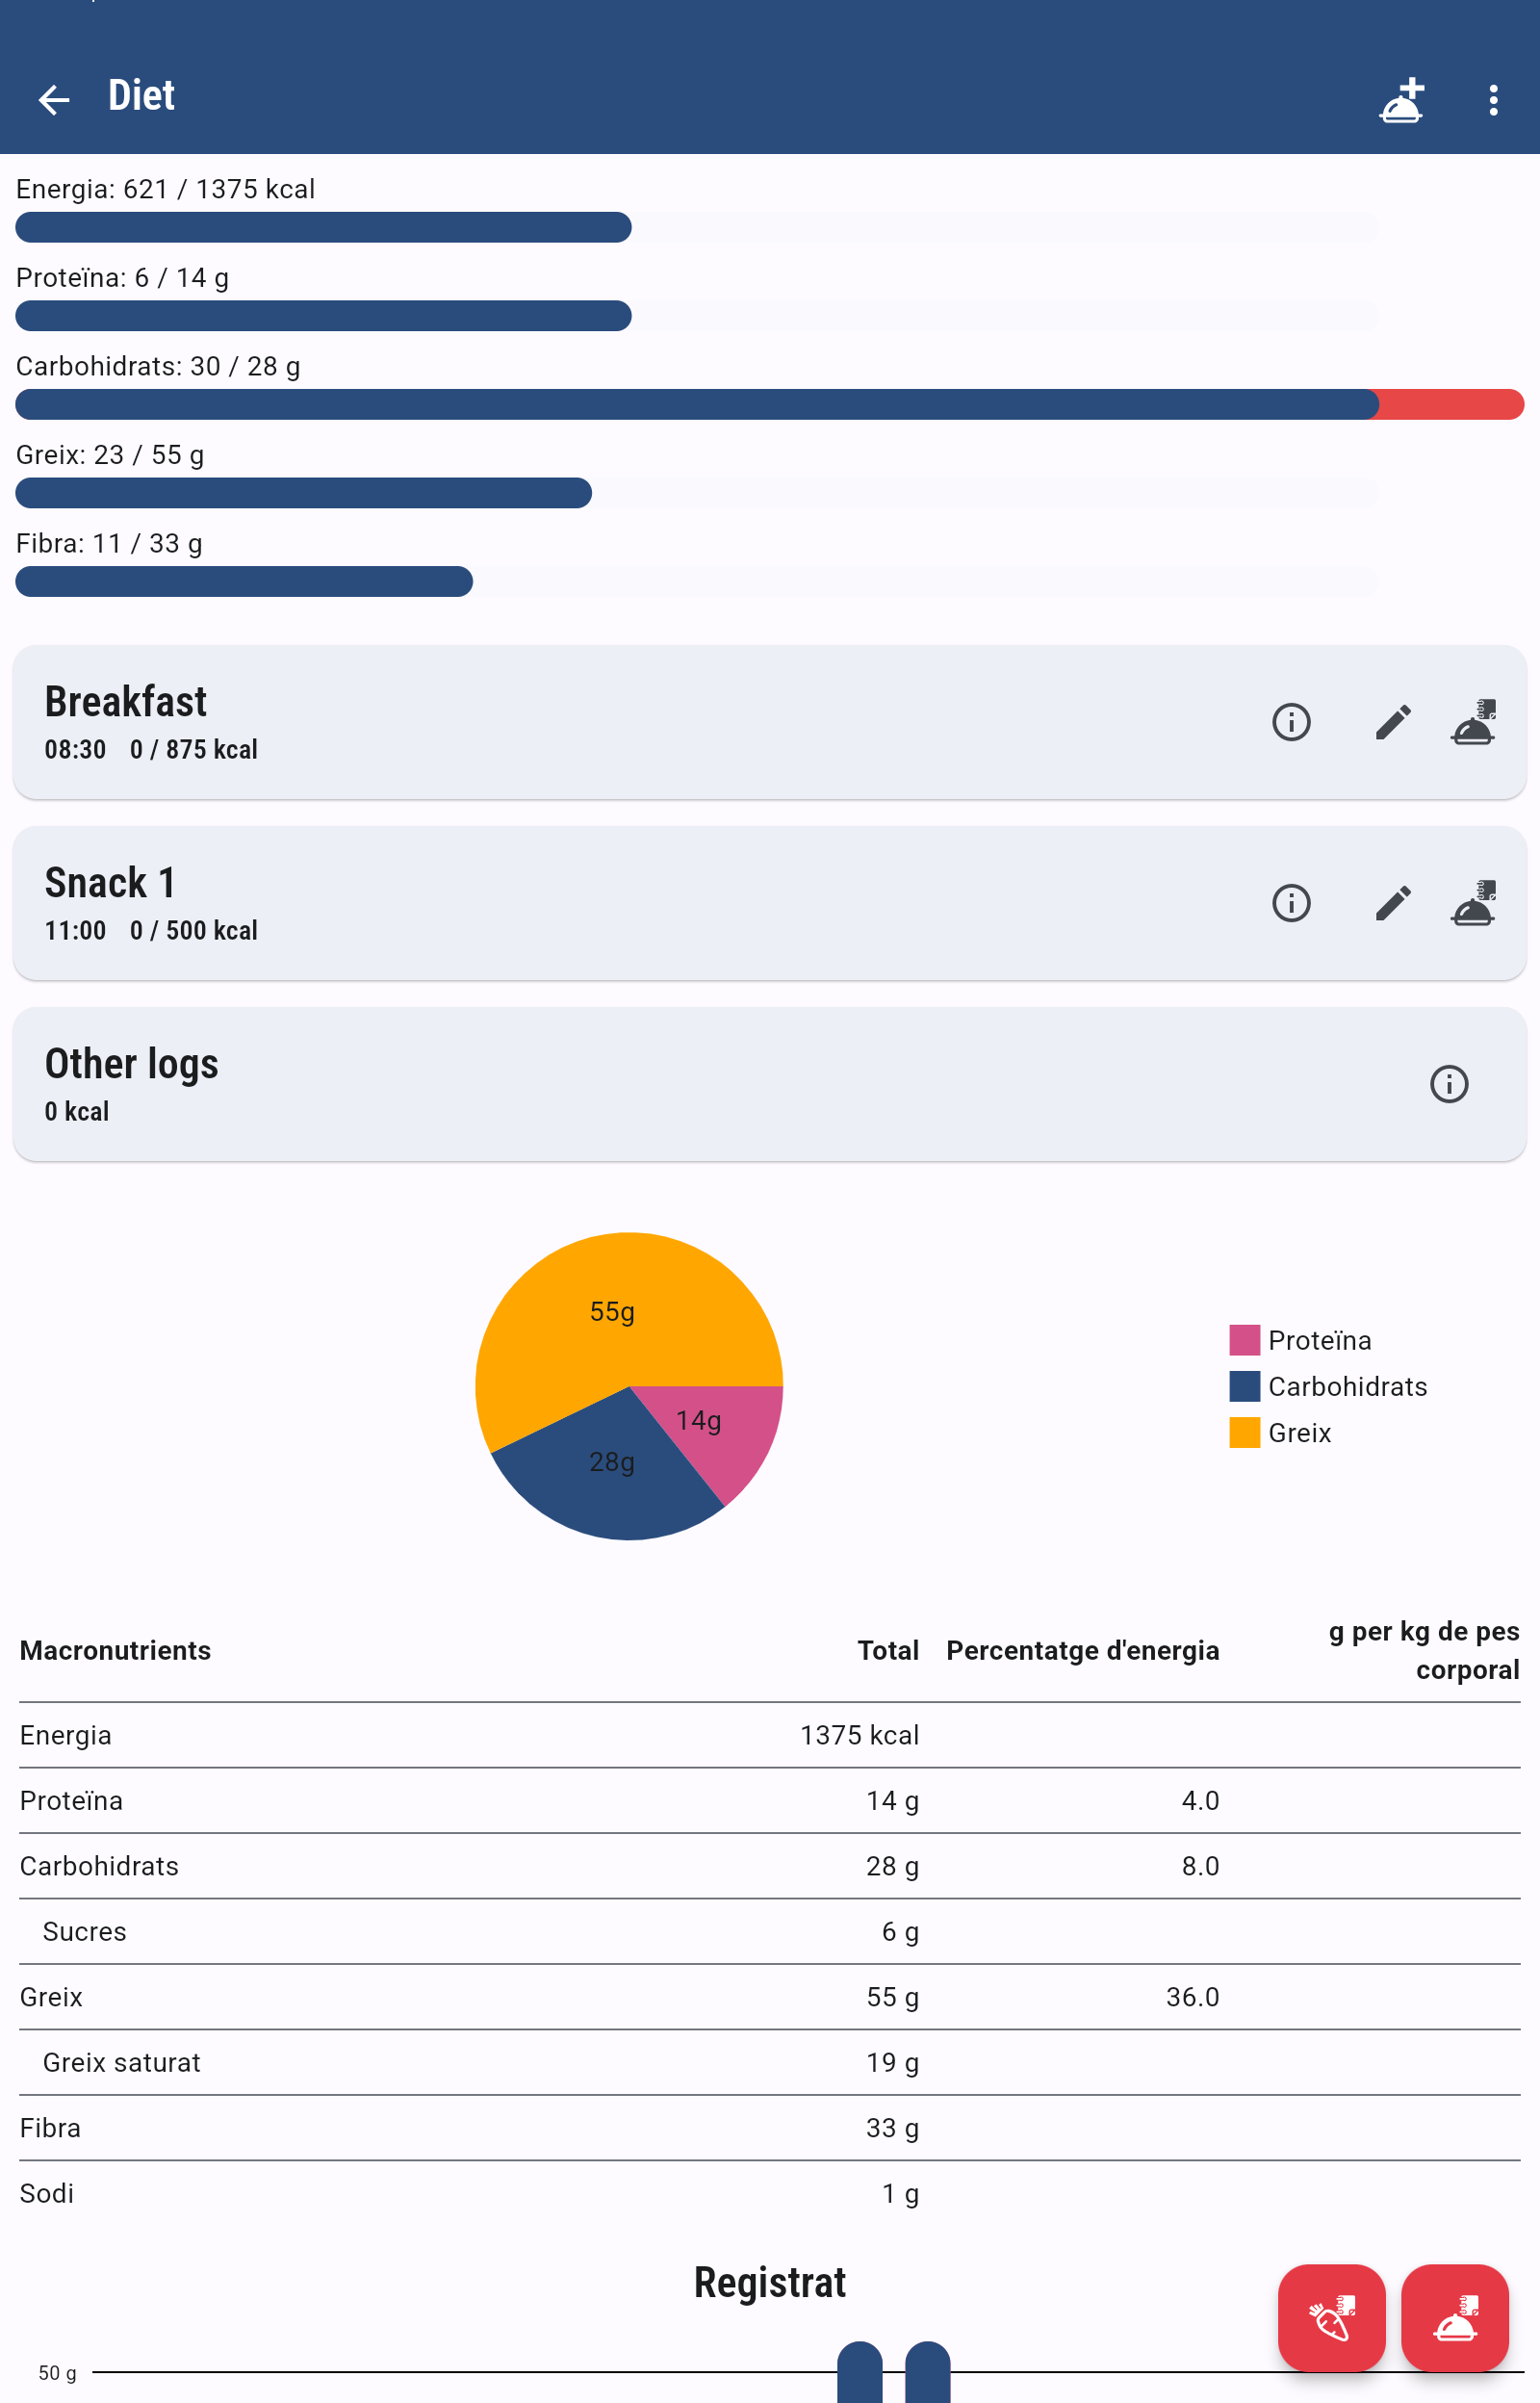 Diet
Energia: 621 / 1375 kcal
Proteïna: 6 / 14 g
Carbohidrats: 30 / 28 g
Greix: 23 / 55 g
Fibra: 11 / 33 g
Breakfast
08:30 0 / 875 kcal
Snack 1
11:00 0 / 500 kcal
Other logs
0 kcal
55g
14g
28g
Proteïna
Carbohidrats
Greix
Macronutrients Total Percentatge d'energia g per kg de pes
corporal
Energia 1375 kcal
Proteïna 14 g 4.0
Carbohidrats 28 g 8.0
Sucres 6 g
Greix 55 g 36.0
Greix saturat 19 g
Fibra 33 g
Sodi 1 g
Registrat
50 g